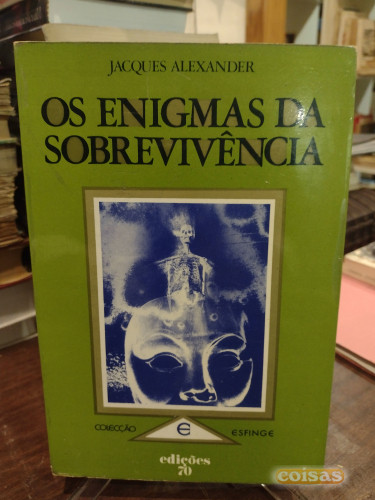 JACQUES ALEXANDER
OS ENIGMAS DA
SOBREVIVÊNCIA
COLECÇÃO E ESFINGE
edições
70
coisas